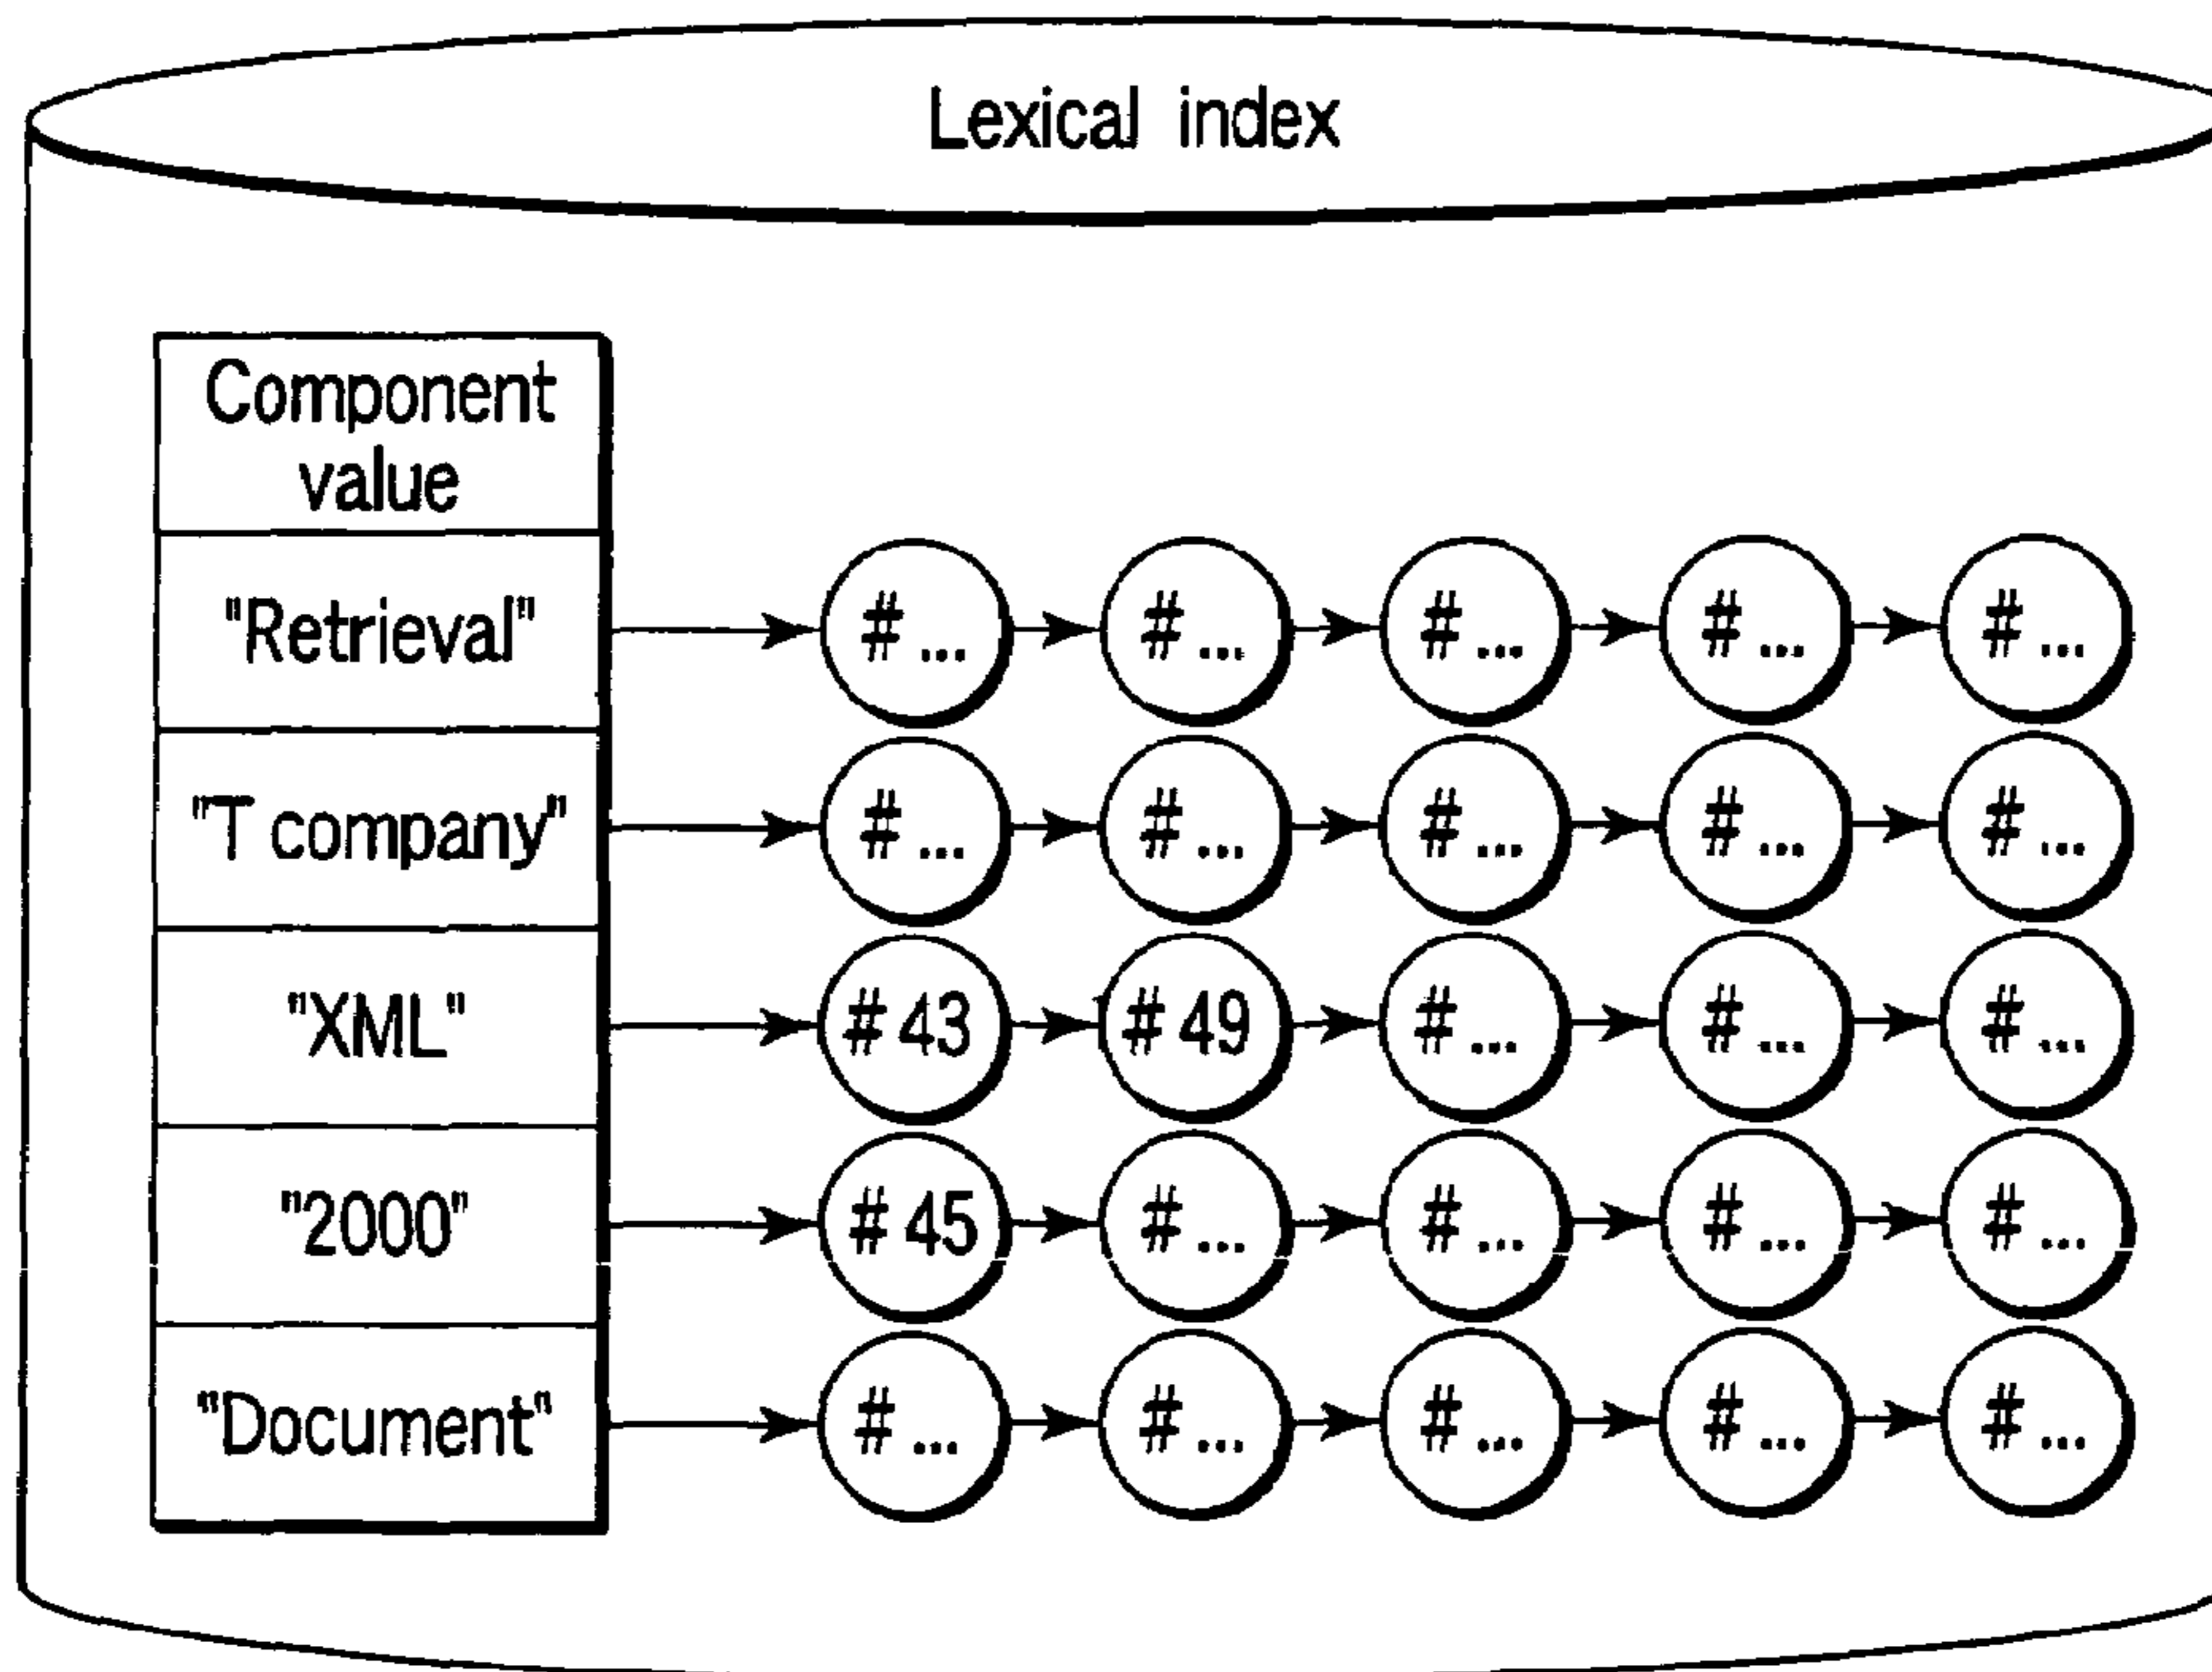 Lexical index
Component
value
"Retrieval" # ... # ... # ... # ... # ...
"T company" # ... # ... # ... # ... # ...
"XML" # 43 # 49 # ... # ... # ...
"2000" # 45 # ... # ... # ... # ...
"Document" # ... # ... # ... # ... # ...